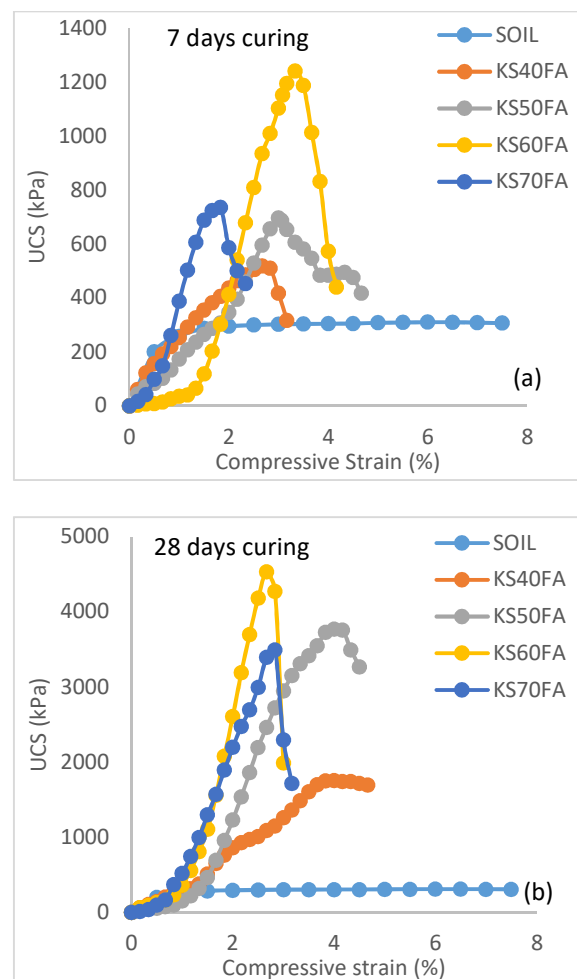 7 days curing
1400
1200
1000
800
600
400
200
0
UCS (kPa)
SOIL
KS40FA
KS50FA
KS60FA
KS70FA
(a)
0 2 4 6 8
Compressive Strain (%)
28 days curing
5000
4000
3000
2000
1000
0
UCS (kPa)
SOIL
KS40FA
KS50FA
KS60FA
KS70FA
(b)
0 2 4 6 8
Compressive strain (%)